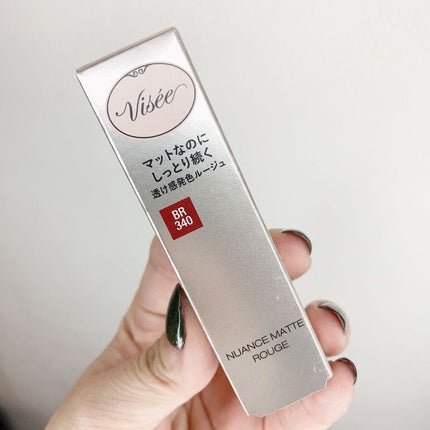 Visée
マットなのに
しっとり続く
透け感発色ルージュ
BR
340
NUANCE MATTE
ROUGE